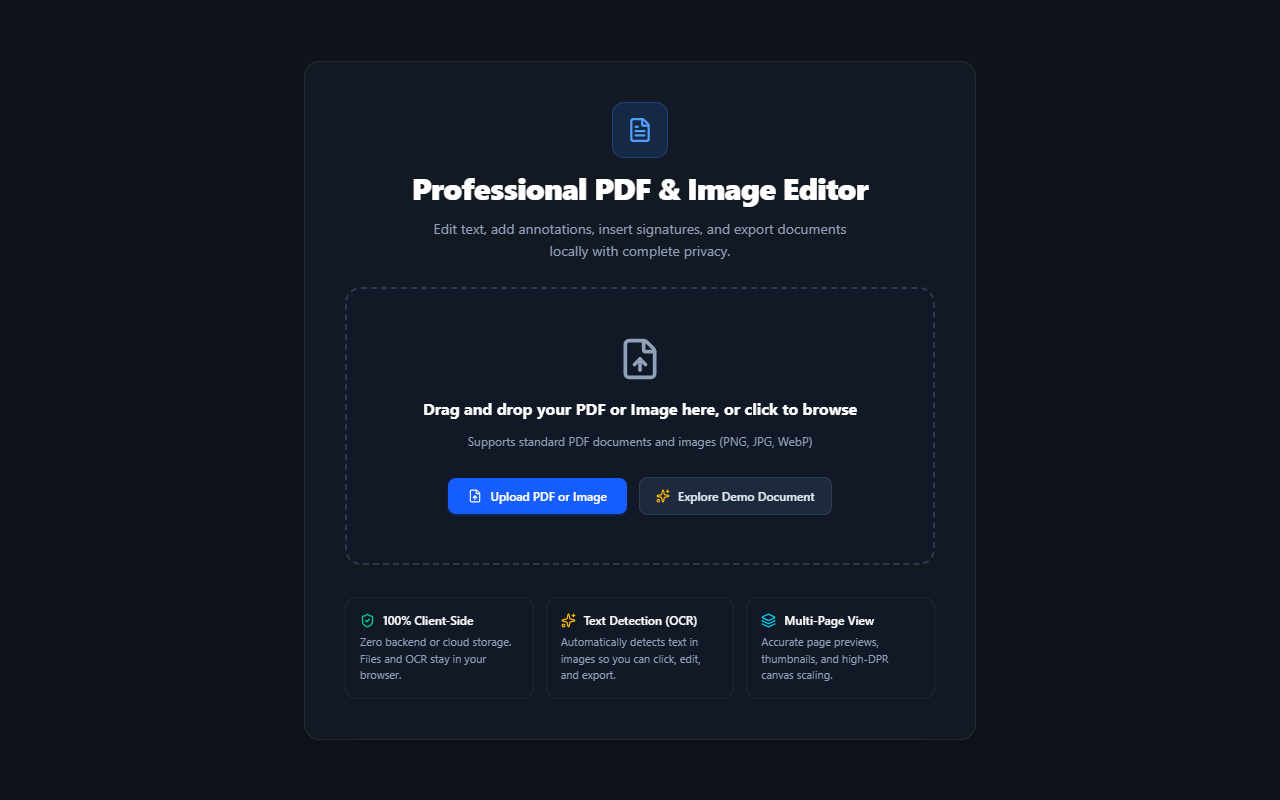 Professional PDF & Image Editor
Edit text, add annotations, insert signatures, and export documents
locally with complete privacy.
Drag and drop your PDF or Image here, or click to browse
Supports standard PDF documents and images (PNG, JPG, WebP)
Upload PDF or Image
Explore Demo Document
100% Client-Side
Zero backend or cloud storage.
Files and OCR stay in your
browser.
Text Detection (OCR)
Automatically detects text in
images so you can click, edit,
and export.
Multi-Page View
Accurate page previews,
thumbnails, and high-DPR
canvas scaling.